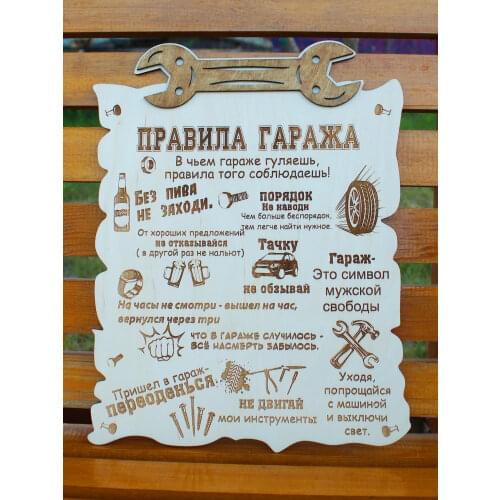 ПРАВИЛА ГАРАЖА
В чьем гараже гуляешь,
правила того соблюдаешь!
БЕЗ ПИВА
НЕ ЗАХОДИ.
ПОРЯДОК
Не наводи
Чем больше беспорядок,
тем легче найти нужное.
От хороших предложений
не отказывайся
( в другой раз не нальют)
Тачку
не обзывай
Гараж-
Это символ
мужской
свободы
На часы не смотри - вышел на час,
вернулся через три
ЧТО В ГАРАЖЕ СЛУЧИЛОСЬ -
ВСЁ НАСМЕРТЬ ЗАБЫЛОСЬ.
Пришел в гараж-
переоденься
НЕ ДВИГАЙ
мои инструменты
Уходя,
попрощайся
с машиной
и выключи
свет.